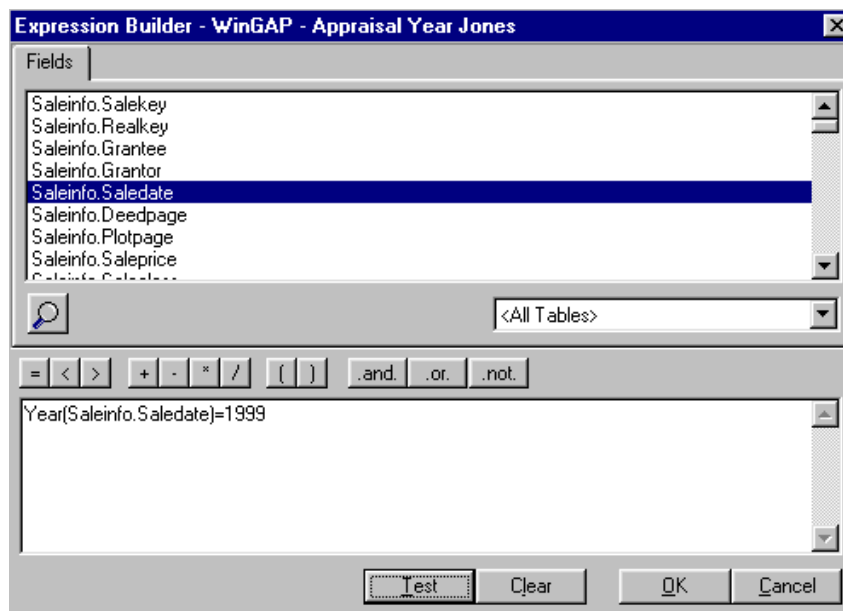 Expression Builder - WinGAP - Appraisal Year Jones
Fields
Saleinfo.Salekey
Saleinfo.Realkey
Saleinfo.Grantee
Saleinfo.Grantor
Saleinfo.Saledate
Saleinfo.Deedpage
Saleinfo.Plotpage
Saleinfo.Saleprice
<All Tables>
= < > + - * / ( ) .and. .or. .not.
Year(Saleinfo.Saledate)=1999
Test Clear OK Cancel